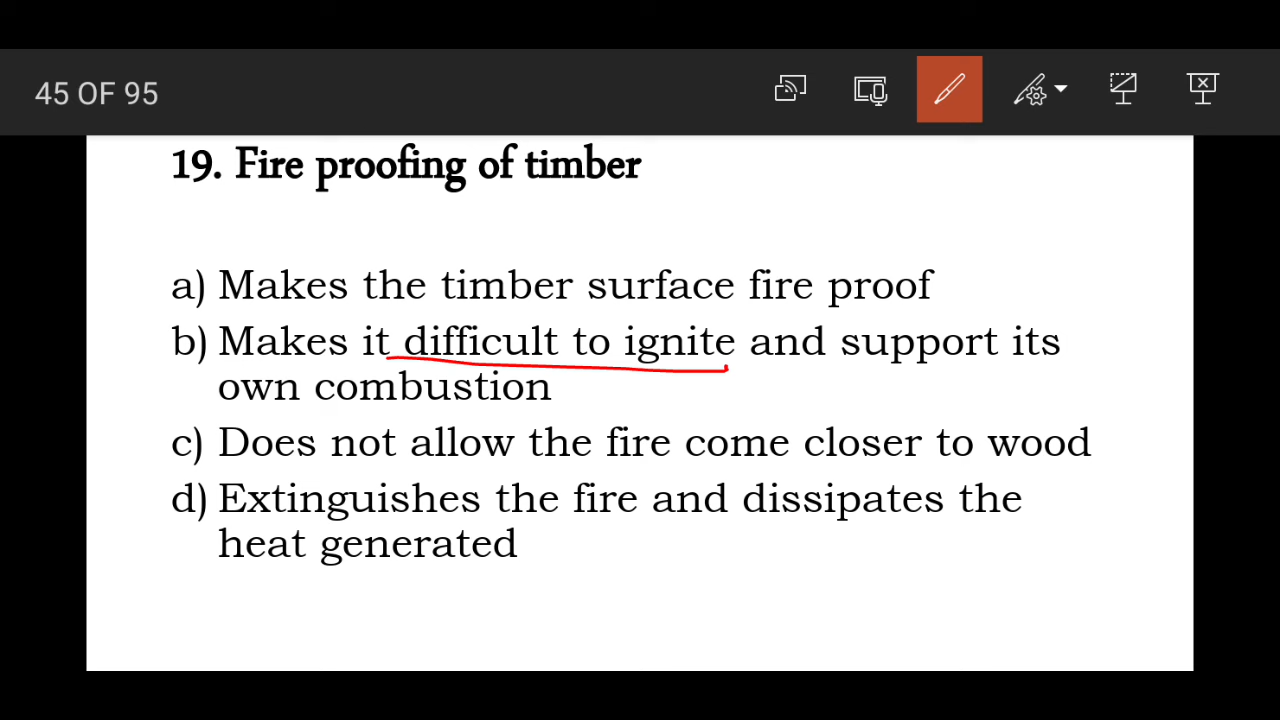 45 OF 95
19. Fire proofing of timber
a) Makes the timber surface fire proof
b) Makes it difficult to ignite and support its
own combustion
c) Does not allow the fire come closer to wood
d) Extinguishes the fire and dissipates the
heat generated